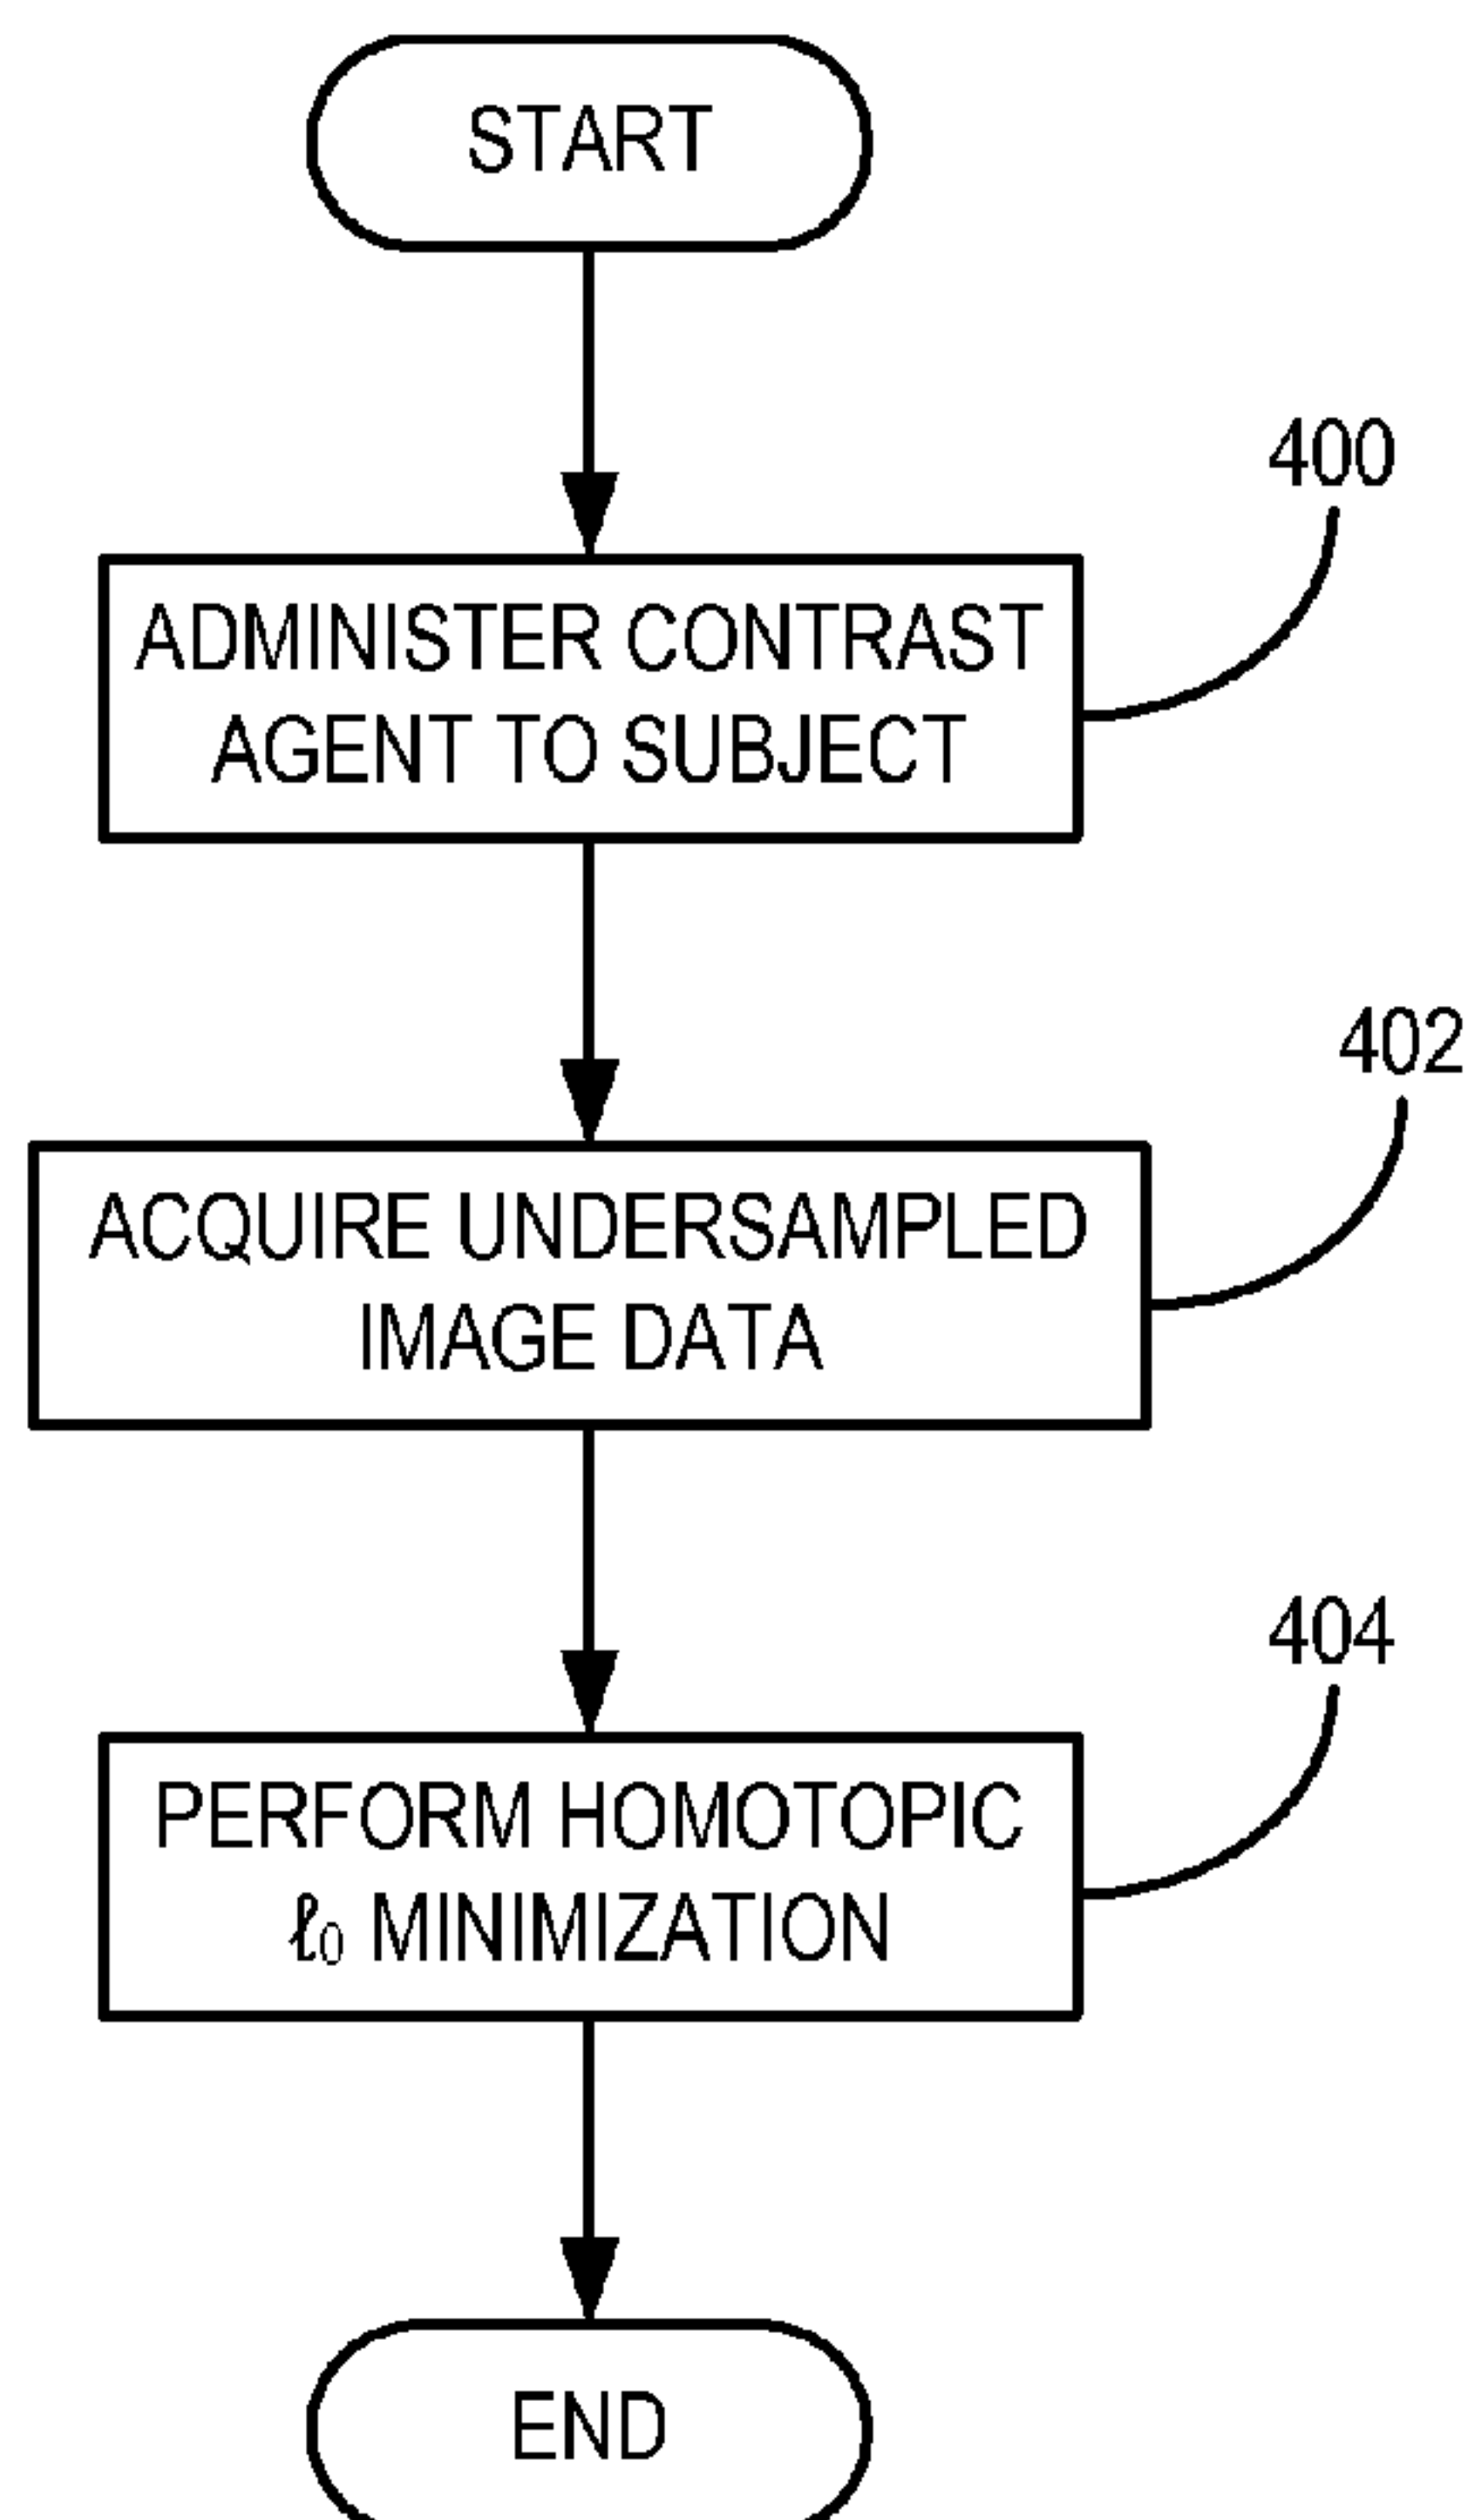 START
400
ADMINISTER CONTRAST
AGENT TO SUBJECT
402
ACQUIRE UNDERSAMPLED
IMAGE DATA
404
PERFORM HOMOTOPIC
ℓ₀ MINIMIZATION
END